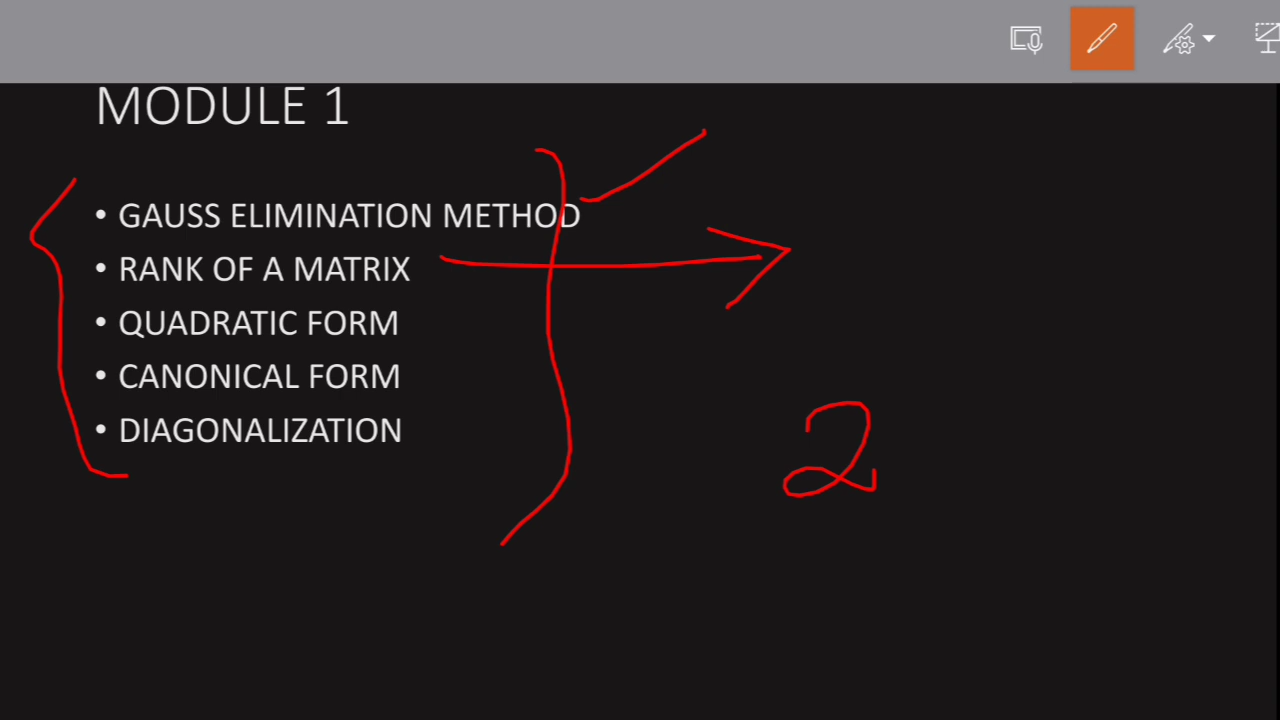 MODULE 1
• GAUSS ELIMINATION METHOD
• RANK OF A MATRIX
• QUADRATIC FORM
• CANONICAL FORM
• DIAGONALIZATION
2